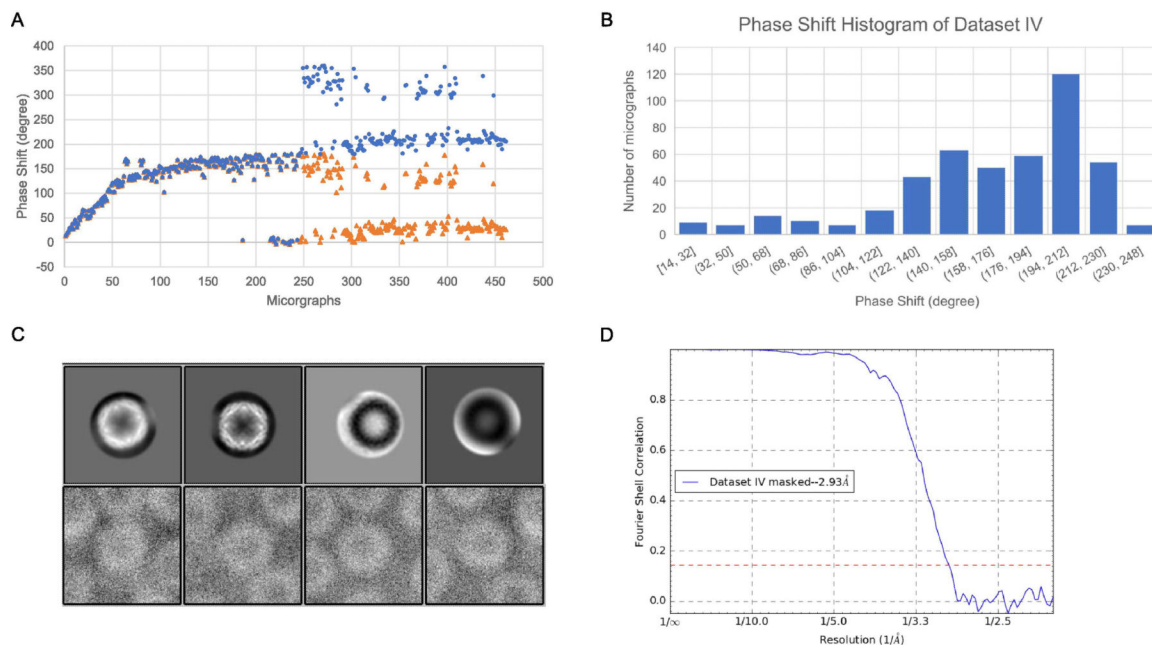 A
400
350
300
250
200
150
100
50
0
-50
Phase Shift (degree)
0 50 100 150 200 250 300 350 400 450 500
Micorgraphs
B
Phase Shift Histogram of Dataset IV
140
120
100
80
60
40
20
0
Number of micrographs
[14, 32] (32, 50] (50, 68] (68, 86] (86, 104] (104, 122] (122, 140] (140, 158] (158, 176] (176, 194] (194, 212] (212, 230] (230, 248]
Phase Shift (degree)
C
D
0.8
0.6
0.4
0.2
0.0
Fourier Shell Correlation
Dataset IV masked--2.93Å
1/∞ 1/10.0 1/5.0 1/3.3 1/2.5
Resolution (1/Å)